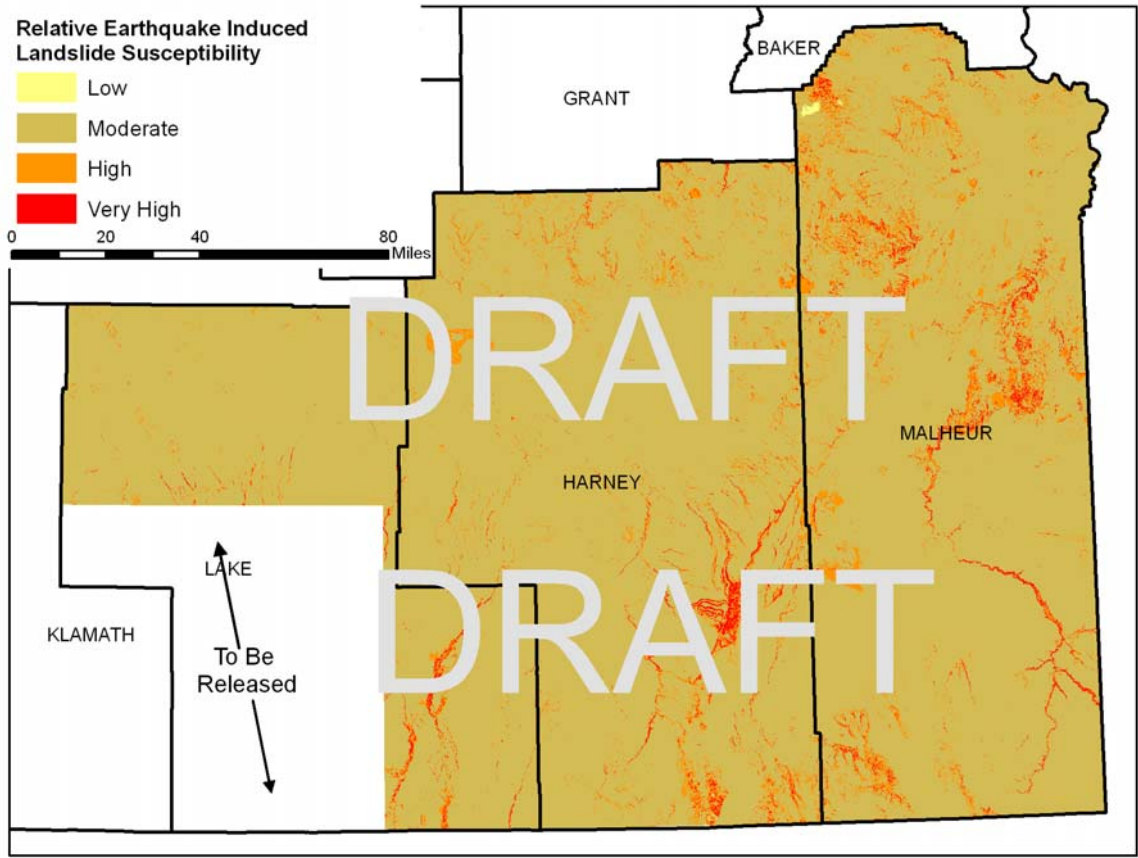 Relative Earthquake Induced
Landslide Susceptibility
Low
Moderate
High
Very High
0 20 40 80 Miles
BAKER
GRANT
DRAFT
MALHEUR
HARNEY
LAKE
DRAFT
KLAMATH
To Be
Released